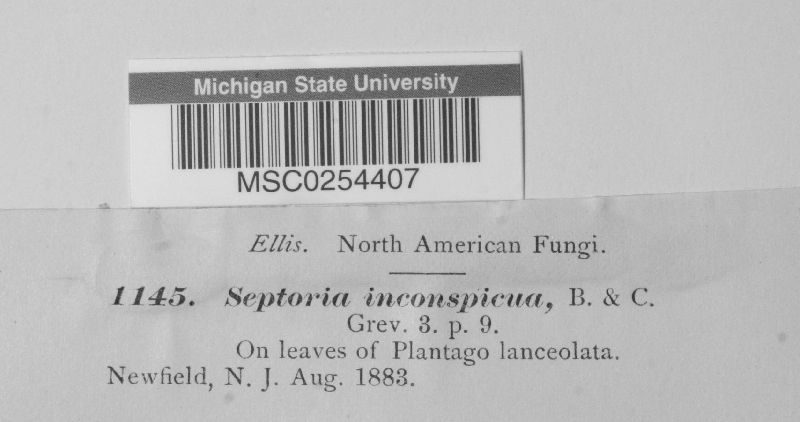 Michigan State University
MSC0254407
Ellis. North American Fungi.
1145. Septoria inconspicua, B. & C.
Grev. 3. p. 9.
On leaves of Plantago lanceolata.
Newfield, N. J. Aug. 1883.